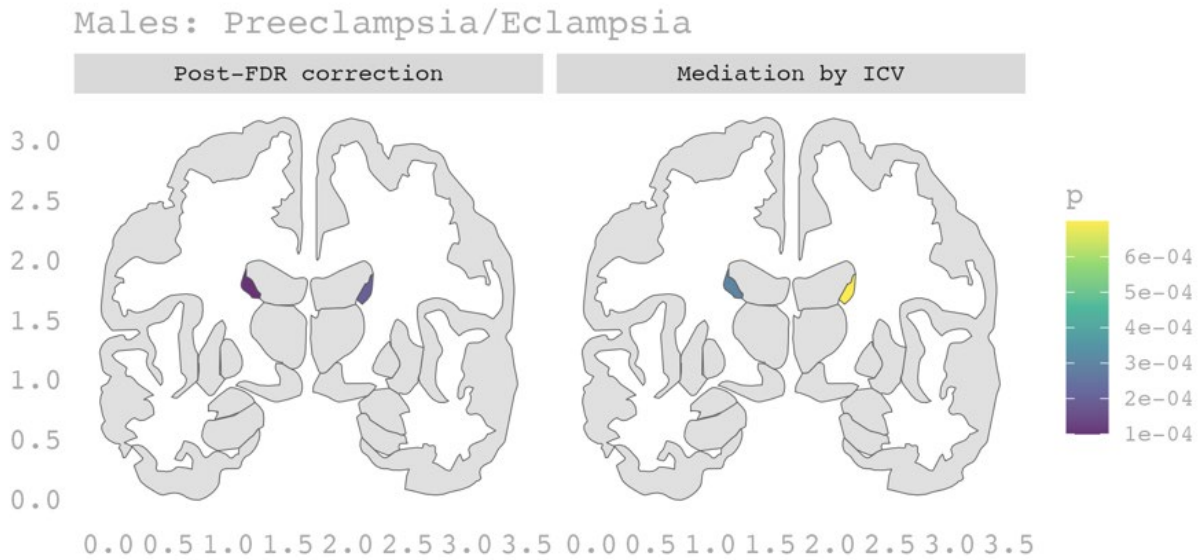 Males: Preeclampsia/Eclampsia
Post-FDR correction Mediation by ICV
3.0
2.5
2.0
1.5
1.0
0.5
0.0
p
6e-04
5e-04
4e-04
3e-04
2e-04
1e-04
0.0 0.5 1.0 1.5 2.0 2.5 3.0 3.5 0.0 0.5 1.0 1.5 2.0 2.5 3.0 3.5